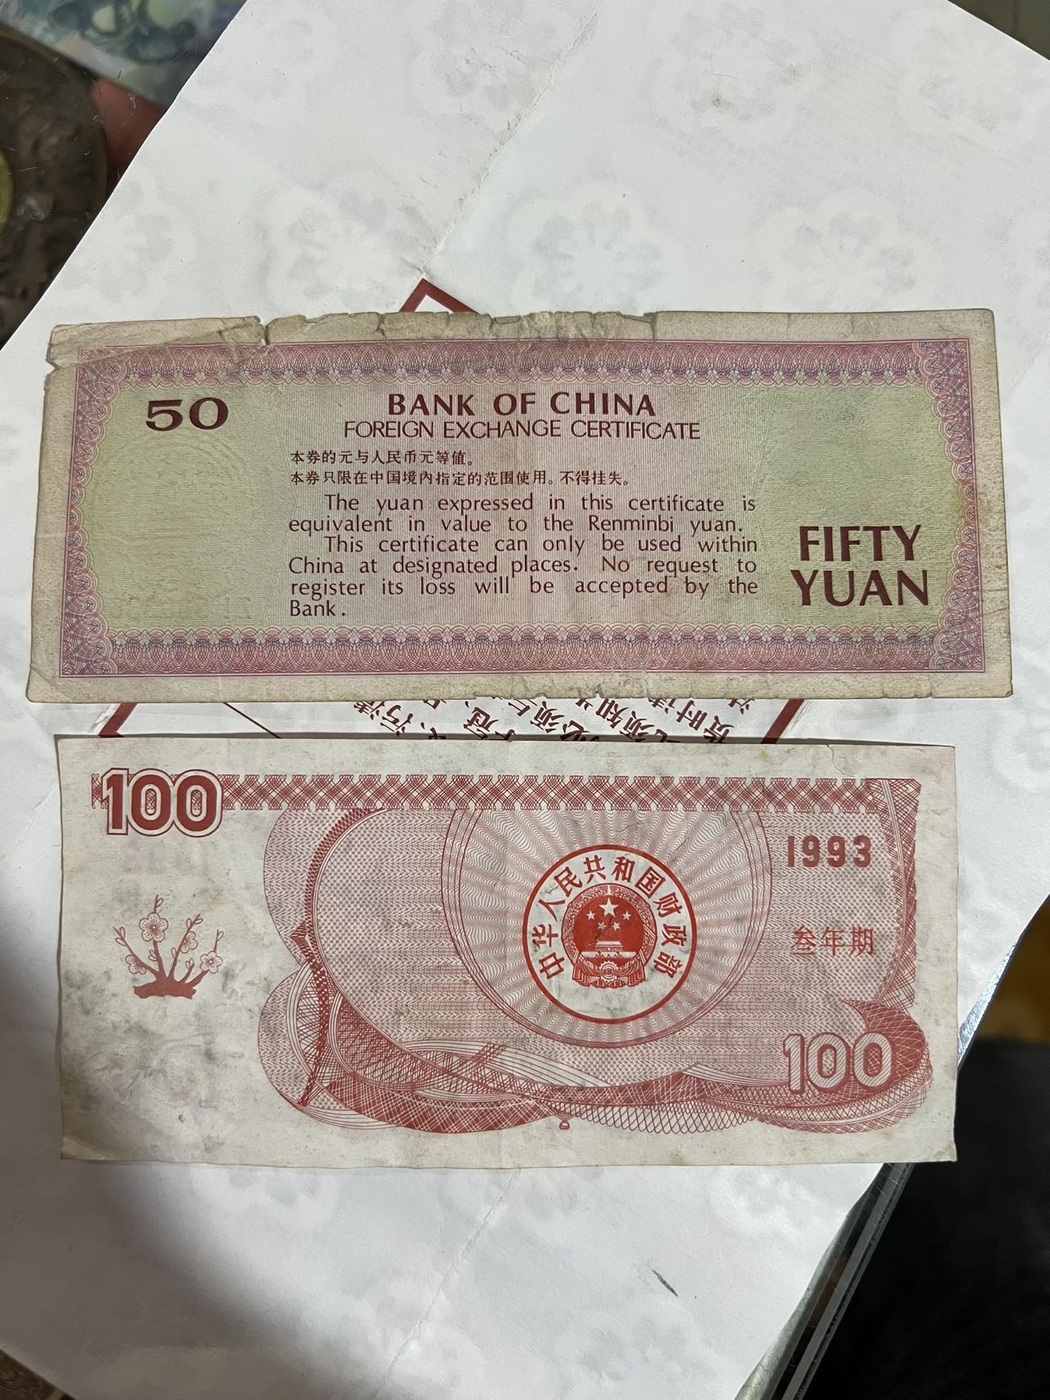 50
BANK OF CHINA
FOREIGN EXCHANGE CERTIFICATE
本券的元与人民币元等值。
本券只限在中国境内指定的范围使用。不得挂失。
The yuan expressed in this certificate is
equivalent in value to the Renminbi yuan.
This certificate can only be used within
China at designated places. No request to
register its loss will be accepted by the
Bank.
FIFTY
YUAN
100
1993
中华人民共和国财政部
叁年期
100